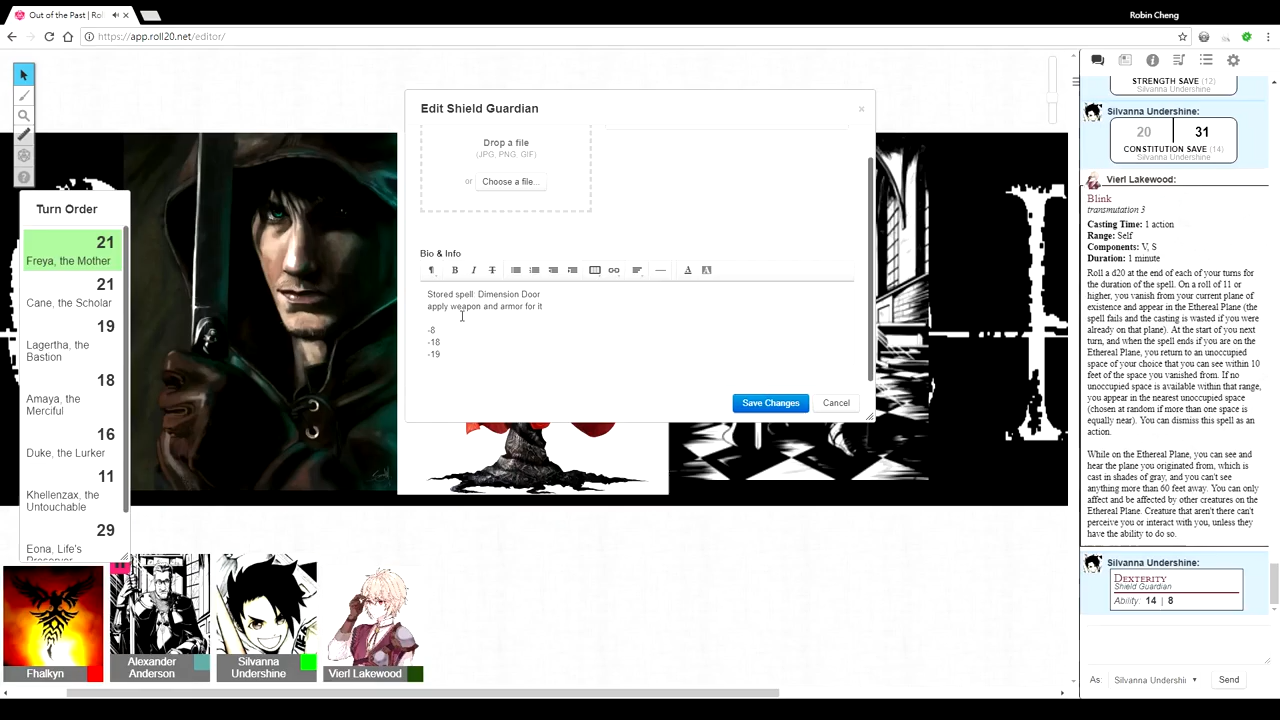 Out of the Past | Rol
Robin Cheng
https://app.roll20.net/editor/
Turn Order
21
Freya, the Mother
21
Cane, the Scholar
19
Lagertha, the
Bastion
18
Amaya, the
Merciful
16
Duke, the Lurker
11
Khellenzax, the
Untouchable
29
Eona, Life's
Preserver
Edit Shield Guardian
×
Drop a file
(JPG, PNG, GIF)
or Choose a file...
Bio & Info
Stored spell: Dimension Door
apply weapon and armor for it
-8
-18
-19
Save Changes
Cancel
Fhalkyn
Alexander
Anderson
Silvanna
Undershine
Vierl Lakewood
STRENGTH SAVE (12)
Silvanna Undershine
Silvanna Undershine:
20 31
CONSTITUTION SAVE (14)
Silvanna Undershine
Vierl Lakewood:
Blink
transmutation 3
Casting Time: 1 action
Range: Self
Components: V, S
Duration: 1 minute
Roll a d20 at the end of each of your turns for
the duration of the spell. On a roll of 11 or
higher, you vanish from your current plane of
existence and appear in the Ethereal Plane (the
spell fails and the casting is wasted if you were
already on that plane). At the start of you next
turn, and when the spell ends if you are on the
Ethereal Plane, you return to an unoccupied
space of your choice that you can see within 10
feet of the space you vanished from. If no
unoccupied space is available within that range,
you appear in the nearest unoccupied space
(chosen at random if more than one space is
equally near). You can dismiss this spell as an
action.
While on the Ethereal Plane, you can see and
hear the plane you originated from, which is
cast in shades of gray, and you can't see
anything more than 60 feet away. You can only
affect and be affected by other creatures on the
Ethereal Plane. Creature that aren't there can't
perceive you or interact with you, unless they
have the ability to do so.
Silvanna Undershine:
DEXTERITY
Shield Guardian
Ability: 14 | 8
As: Silvanna Undershi
Send